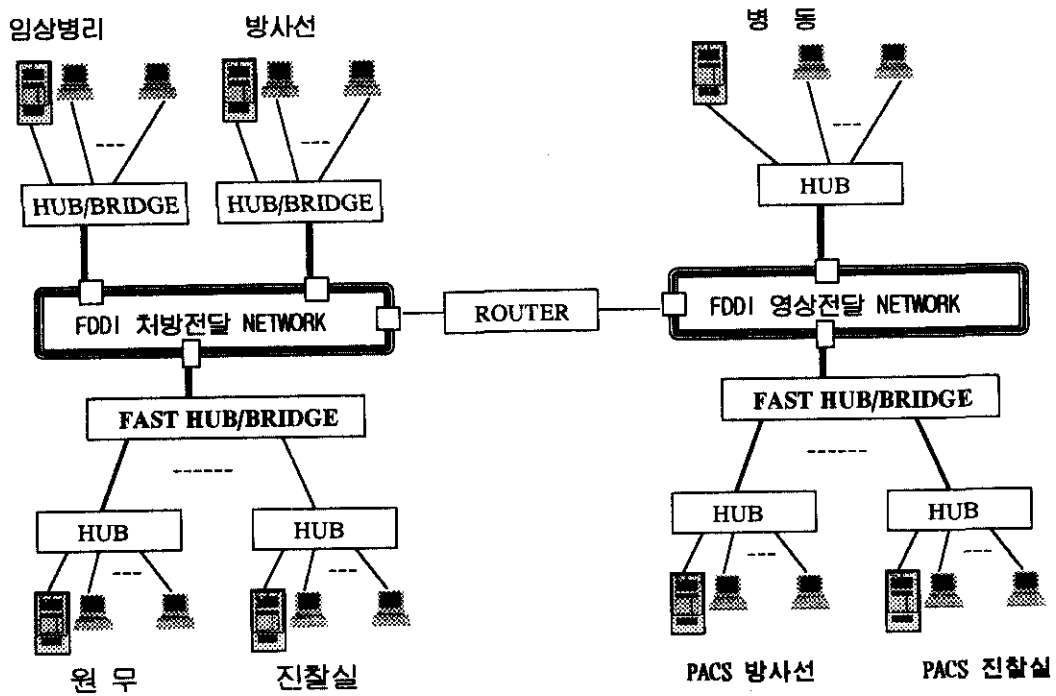 임상병리
방사선
병 동
HUB/BRIDGE
HUB/BRIDGE
HUB
FDDI 처방전달 NETWORK
ROUTER
FDDI 영상전달 NETWORK
FAST HUB/BRIDGE
FAST HUB/BRIDGE
HUB
HUB
HUB
HUB
원 무
진찰실
PACS 방사선
PACS 진찰실